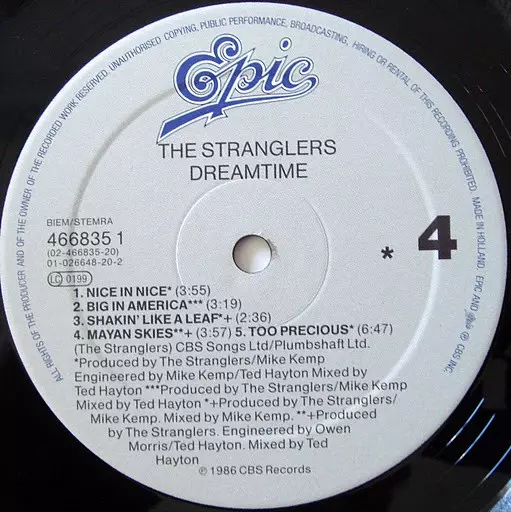 ALL RIGHTS OF THE PRODUCER AND OF THE OWNER OF THE RECORDED WORK RESERVED. UNAUTHORISED COPYING, PUBLIC PERFORMANCE, BROADCASTING, HIRING OR RENTAL OF THIS RECORDING PROHIBITED. MADE IN HOLLAND. EPIC AND ℗ CBS INC.
Epic
THE STRANGLERS
DREAMTIME
BIEM/STEMRA
466835 1
(02-466835-20)
01-026648-20-2
LC 0199
* 4
1. NICE IN NICE* (3:55)
2. BIG IN AMERICA*** (3:19)
3. SHAKIN' LIKE A LEAF*+ (2:36)
4. MAYAN SKIES**+ (3:57) 5. TOO PRECIOUS* (6:47)
(The Stranglers) CBS Songs Ltd/Plumbshaft Ltd.
*Produced by The Stranglers/Mike Kemp
Engineered by Mike Kemp/Ted Hayton Mixed by
Ted Hayton ***Produced by The Stranglers/Mike Kemp
Mixed by Ted Hayton *+Produced by The Stranglers/
Mike Kemp. Mixed by Mike Kemp. **+Produced
by The Stranglers. Engineered by Owen
Morris/Ted Hayton. Mixed by Ted
Hayton
℗ 1986 CBS Records